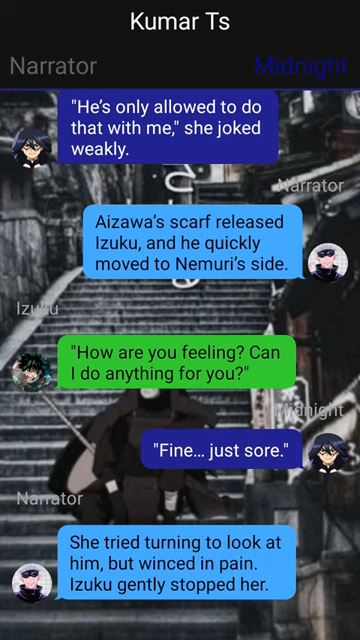 Kumar Ts
Narrator
Midnight
"He's only allowed to do
that with me," she joked
weakly.
Narrator
Aizawa's scarf released
Izuku, and he quickly
moved to Nemuri's side.
Izuku
"How are you feeling? Can
I do anything for you?"
Midnight
"Fine… just sore."
Narrator
She tried turning to look at
him, but winced in pain.
Izuku gently stopped her.